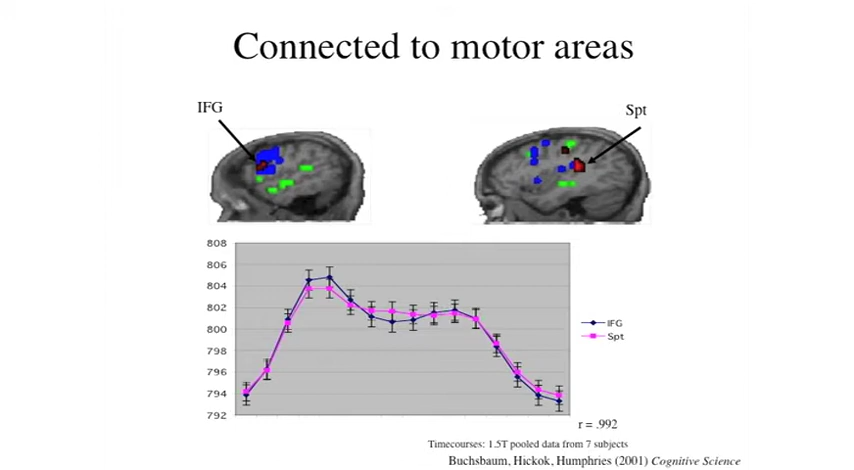 Connected to motor areas
IFG
Spt
808
806
804
802
800
798
796
794
792
IFG
Spt
r = .992
Timecourses: 1.5T pooled data from 7 subjects
Buchsbaum, Hickok, Humphries (2001) Cognitive Science